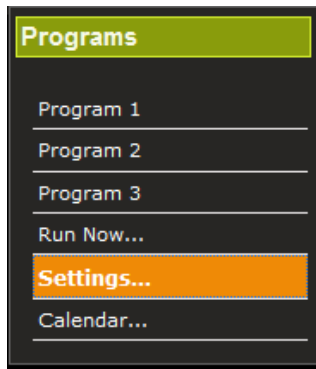 Programs
Program 1
Program 2
Program 3
Run Now...
Settings...
Calendar...